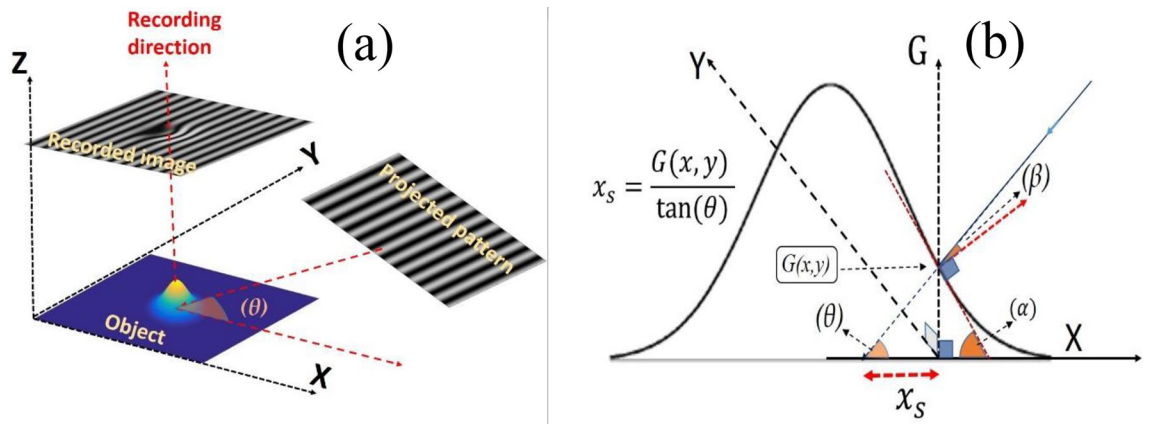 Recording
direction
(a)
Z
Recorded image
Y
Projected pattern
(θ)
Object
X
(b)
G
Y
x_s = G(x, y) / tan(θ)
(β)
G(x,y)
(θ)
(α)
X
x_s